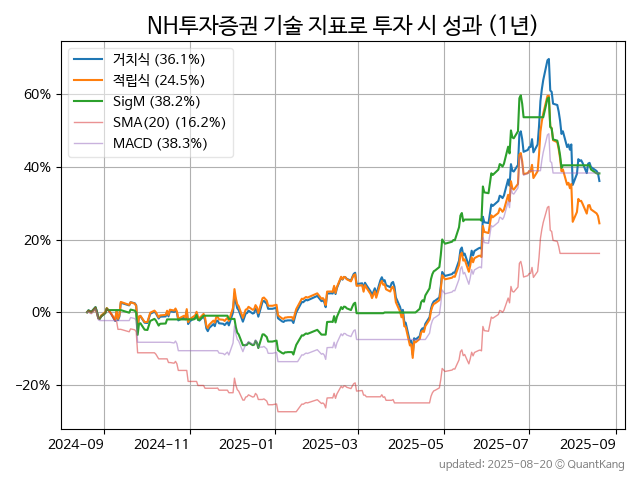 NH투자증권 기술 지표로 투자 시 성과 (1년)
거치식 (36.1%)
적립식 (24.5%)
SigM (38.2%)
SMA(20) (16.2%)
MACD (38.3%)
60%
40%
20%
0%
−20%
2024-09 2024-11 2025-01 2025-03 2025-05 2025-07 2025-09
updated: 2025-08-20 © QuantKang